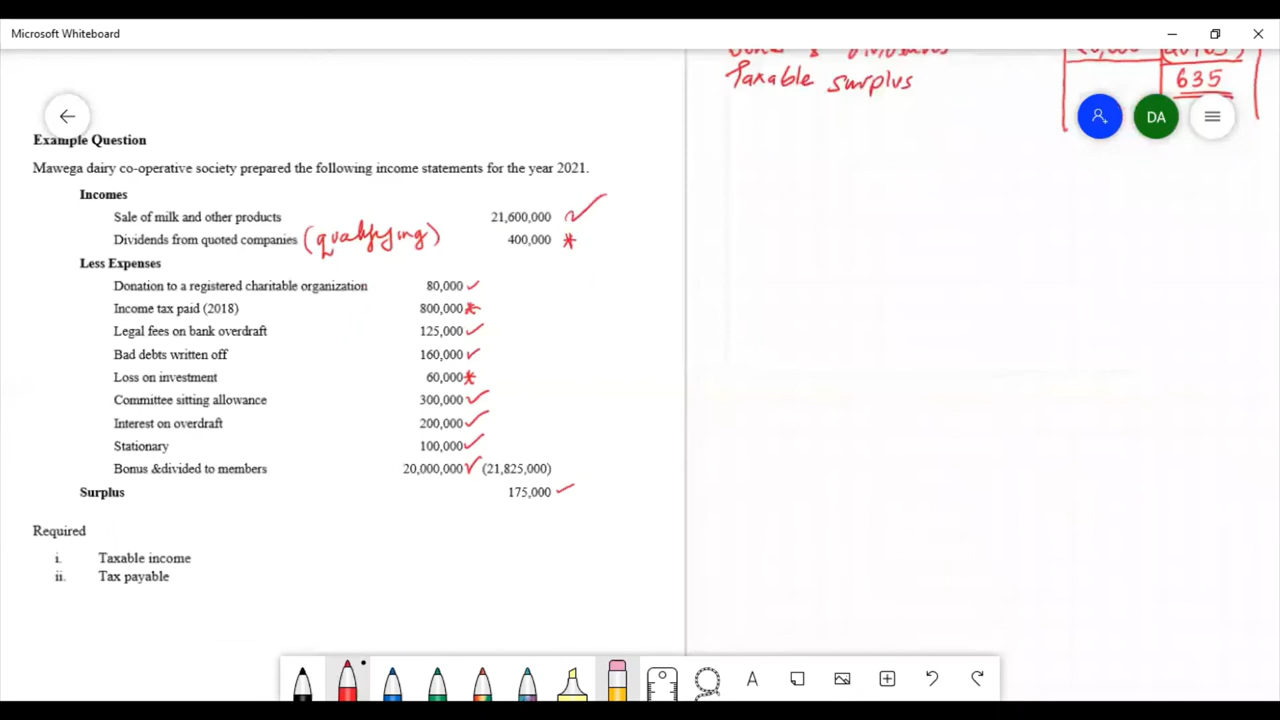 Microsoft Whiteboard
Taxable surplus
635
DA
Example Question
Mawega dairy co-operative society prepared the following income statements for the year 2021.
Incomes
Sale of milk and other products 21,600,000
Dividends from quoted companies (qualifying) 400,000
Less Expenses
Donation to a registered charitable organization 80,000
Income tax paid (2018) 800,000
Legal fees on bank overdraft 125,000
Bad debts written off 160,000
Loss on investment 60,000
Committee sitting allowance 300,000
Interest on overdraft 200,000
Stationary 100,000
Bonus &divided to members 20,000,000 (21,825,000)
Surplus 175,000
Required
i. Taxable income
ii. Tax payable
A